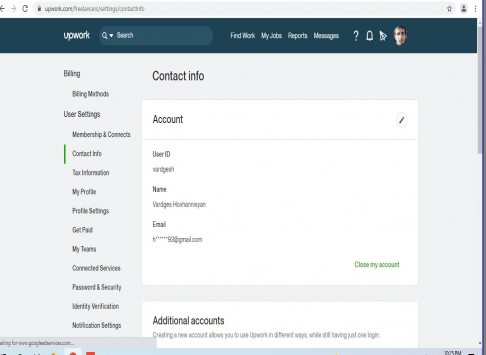 upwork.com/freelancers/settings/contactInfo
upwork Search Find Work My Jobs Reports Messages ?
Billing
Billing Methods
User Settings
Membership & Connects
Contact Info
Tax Information
My Profile
Profile Settings
Get Paid
My Teams
Connected Services
Password & Security
Identity Verification
Notification Settings
Contact info
Account
User ID
vardgesh
Name
Vardges Hovhannisyan
Email
h******93@gmail.com
Close my account
Additional accounts
Creating a new account allows you to use Upwork in different ways, while still having just one login.
aiting for www.googleadservices.com...
10:25 PM